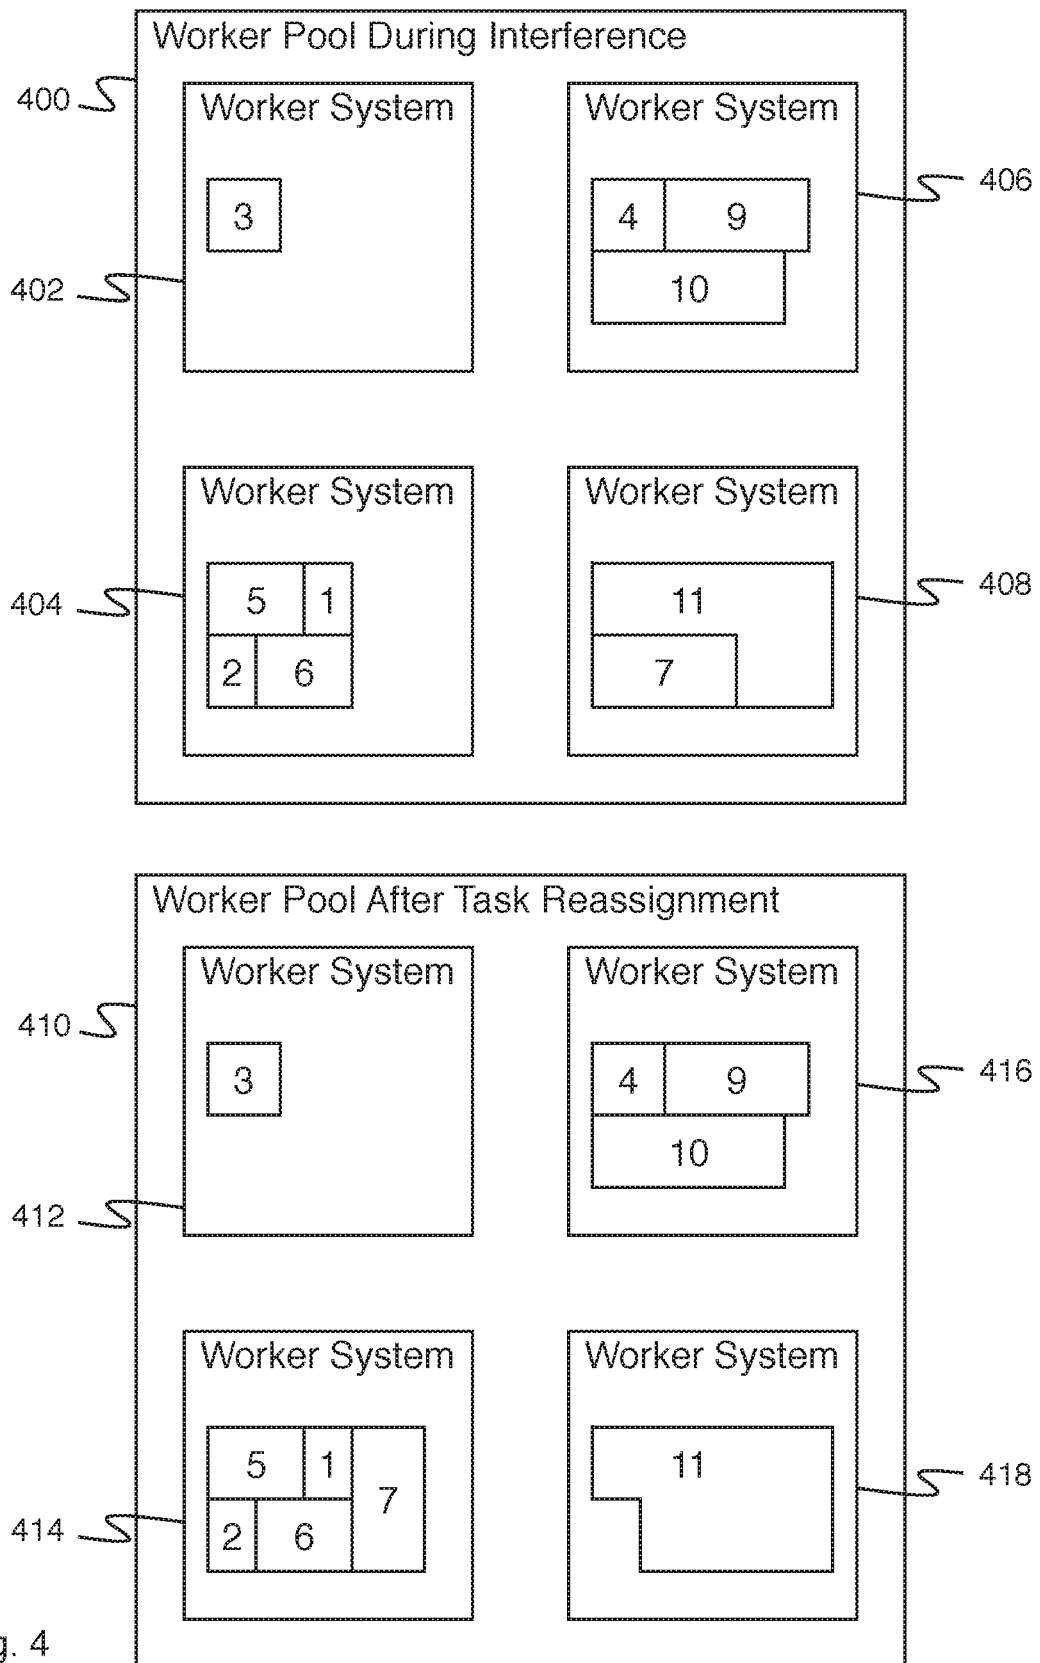 Worker Pool During Interference
400
Worker System
3
402
Worker System
4 9
10
406
Worker System
5 1
2 6
404
Worker System
11
7
408
Worker Pool After Task Reassignment
410
Worker System
3
412
Worker System
4 9
10
416
Worker System
5 1 7
2 6
414
Worker System
11
418
g. 4